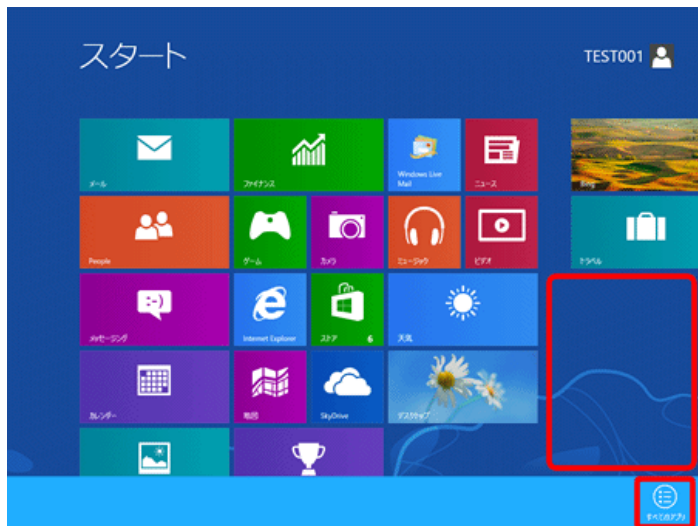 スタート
TEST001
メール
ファイナンス
Windows Live
Mail
ニュース
Bing
People
ゲーム
カメラ
ミュージック
ビデオ
トラベル
メッセージング
Internet Explorer
ストア
6
天気
カレンダー
地図
SkyDrive
デスクトップ
すべてのアプリ